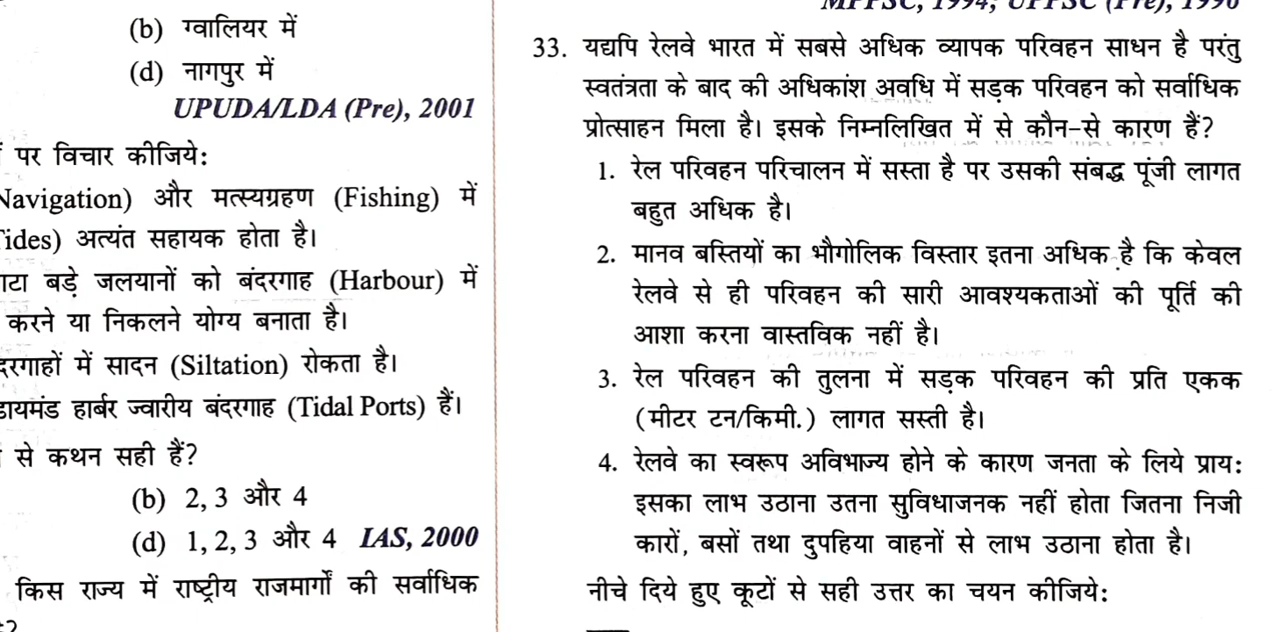 (b) ग्वालियर में
(d) नागपुर में
UPUDA/LDA (Pre), 2001
पर विचार कीजिये:
Navigation) और मत्स्यग्रहण (Fishing) में
ides) अत्यंत सहायक होता है।
बड़े जलयानों को बंदरगाह (Harbour) में
करने या निकलने योग्य बनाता है।
में सादन (Siltation) रोकता है।
हार्बर ज्वारीय बंदरगाह (Tidal Ports) हैं।
से कथन सही हैं?
(b) 2, 3 और 4
(d) 1, 2, 3 और 4 IAS, 2000
किस राज्य में राष्ट्रीय राजमार्गों की सर्वाधिक
MPPSC, 1994; UPPSC (Pre), 1996
33. यद्यपि रेलवे भारत में सबसे अधिक व्यापक परिवहन साधन है परंतु
स्वतंत्रता के बाद की अधिकांश अवधि में सड़क परिवहन को सर्वाधिक
प्रोत्साहन मिला है। इसके निम्नलिखित में से कौन-से कारण हैं?
1. रेल परिवहन परिचालन में सस्ता है पर उसकी संबद्ध पूंजी लागत
बहुत अधिक है।
2. मानव बस्तियों का भौगोलिक विस्तार इतना अधिक है कि केवल
रेलवे से ही परिवहन की सारी आवश्यकताओं की पूर्ति की
आशा करना वास्तविक नहीं है।
3. रेल परिवहन की तुलना में सड़क परिवहन की प्रति एकक
(मीटर टन/किमी.) लागत सस्ती है।
4. रेलवे का स्वरूप अविभाज्य होने के कारण जनता के लिये प्राय:
इसका लाभ उठाना उतना सुविधाजनक नहीं होता जितना निजी
कारों, बसों तथा दुपहिया वाहनों से लाभ उठाना होता है।
नीचे दिये हुए कूटों से सही उत्तर का चयन कीजिये: